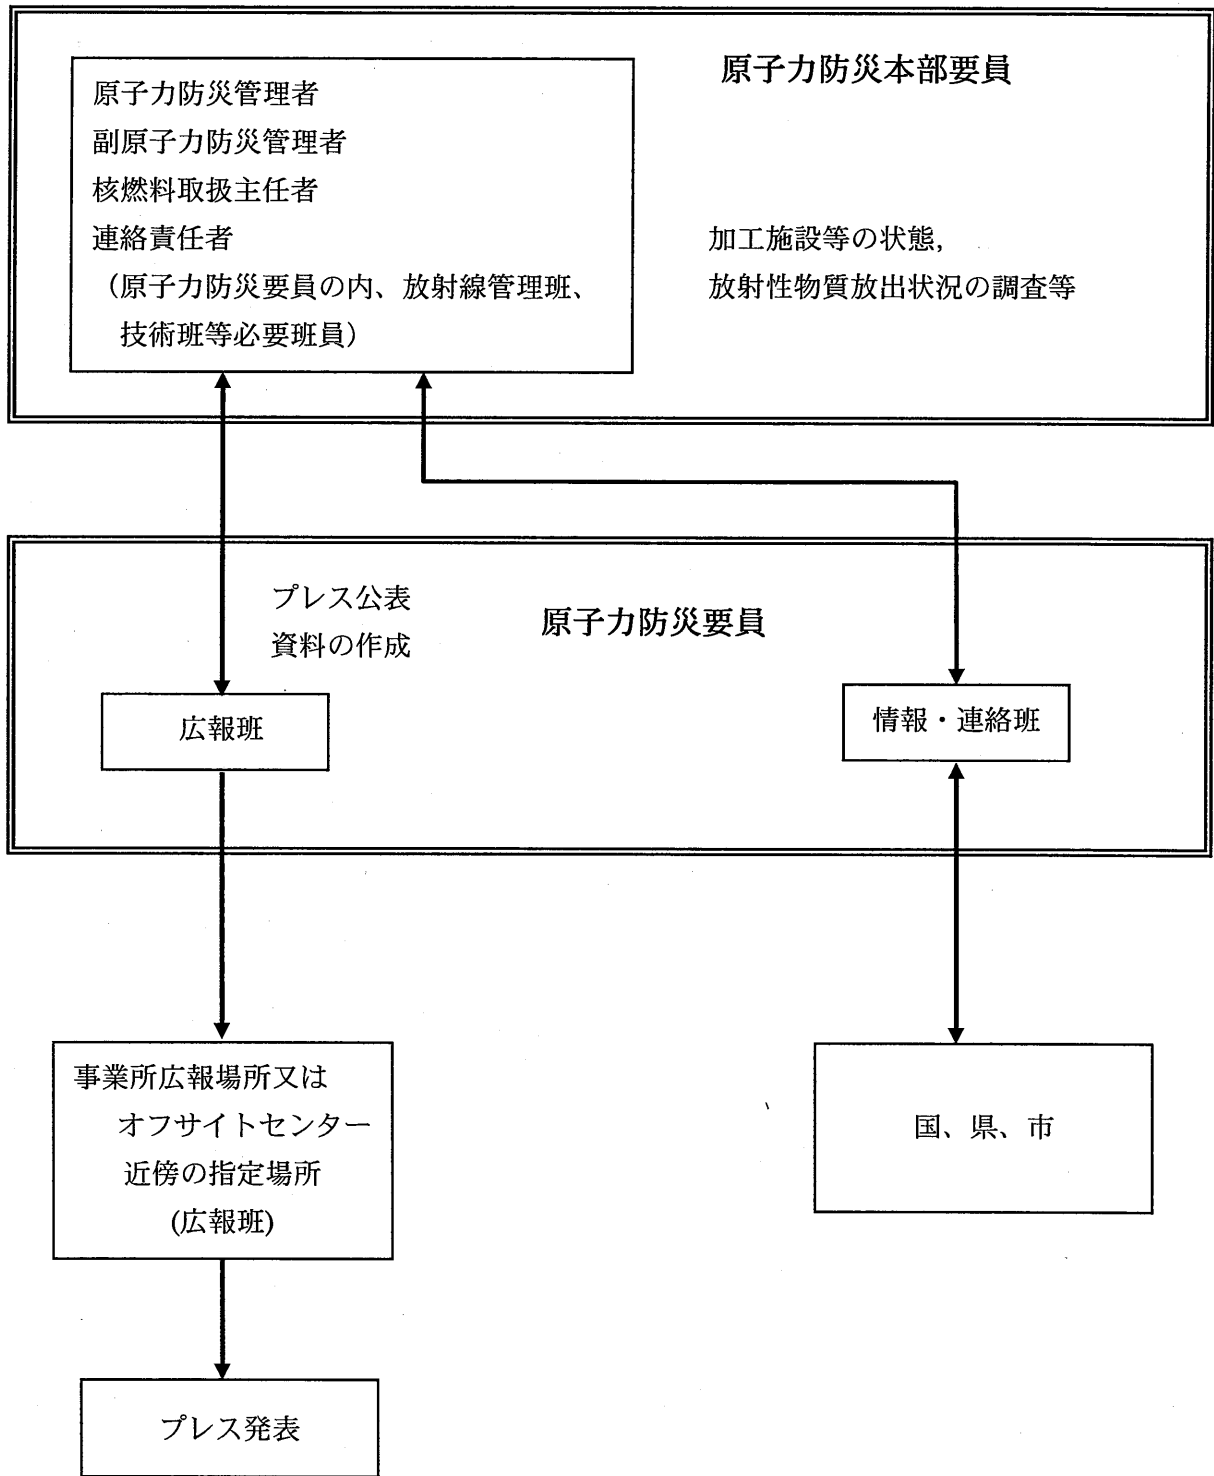 原子力防災本部要員
原子力防災管理者
副原子力防災管理者
核燃料取扱主任者
連絡責任者
（原子力防災要員の内、放射線管理班、
技術班等必要班員）
加工施設等の状態,
放射性物質放出状況の調査等
プレス公表
資料の作成
原子力防災要員
広報班
情報・連絡班
事業所広報場所又は
オフサイトセンター
近傍の指定場所
(広報班)
国、県、市
プレス発表